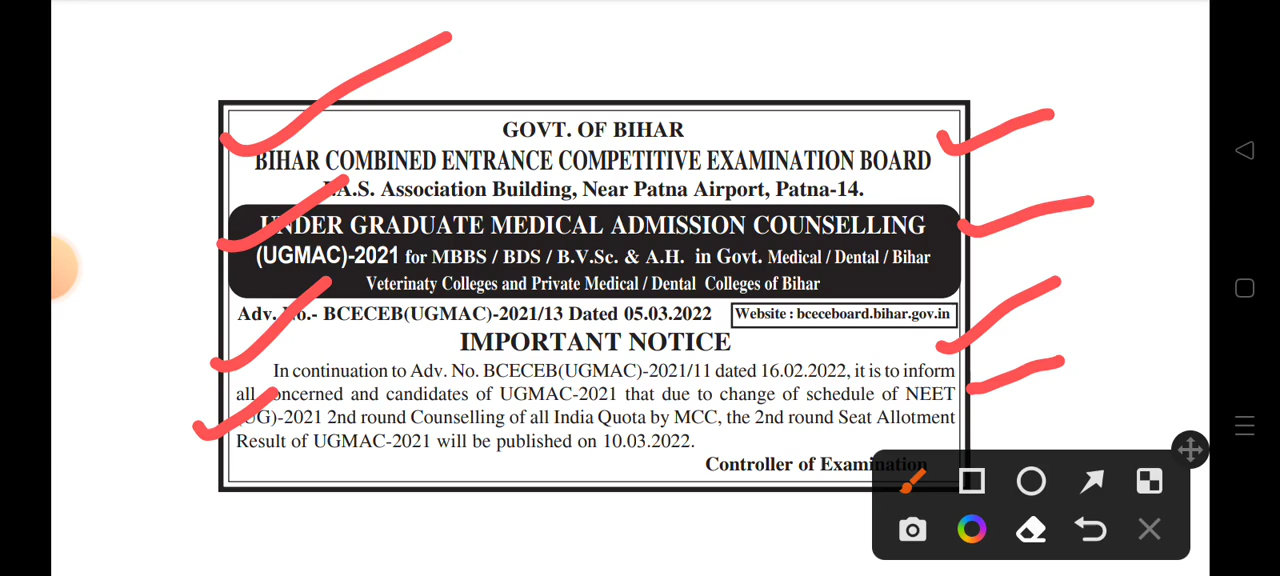 GOVT. OF BIHAR
BIHAR COMBINED ENTRANCE COMPETITIVE EXAMINATION BOARD
I.A.S. Association Building, Near Patna Airport, Patna-14.
UNDER GRADUATE MEDICAL ADMISSION COUNSELLING
(UGMAC)-2021 for MBBS / BDS / B.V.Sc. & A.H. in Govt. Medical / Dental / Bihar
Veterinaty Colleges and Private Medical / Dental Colleges of Bihar
Adv. No.- BCECEB(UGMAC)-2021/13 Dated 05.03.2022 Website : bceceboard.bihar.gov.in
IMPORTANT NOTICE
In continuation to Adv. No. BCECEB(UGMAC)-2021/11 dated 16.02.2022, it is to inform
all concerned and candidates of UGMAC-2021 that due to change of schedule of NEET
(UG)-2021 2nd round Counselling of all India Quota by MCC, the 2nd round Seat Allotment
Result of UGMAC-2021 will be published on 10.03.2022.
Controller of Examination